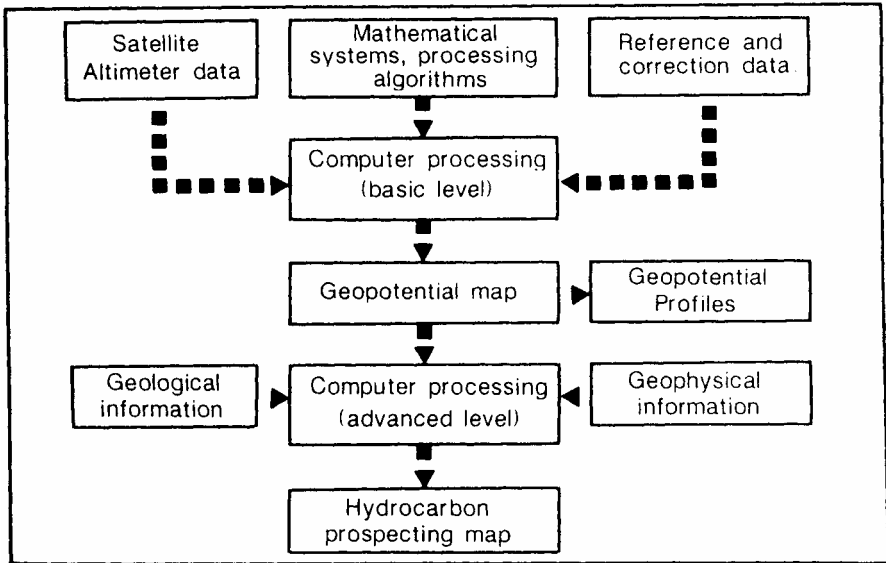 Satellite
Altimeter data
Mathematical
systems, processing
algorithms
Reference and
correction data
Computer processing
(basic level)
Geopotential map
Geopotential
Profiles
Geological
information
Computer processing
(advanced level)
Geophysical
information
Hydrocarbon
prospecting map